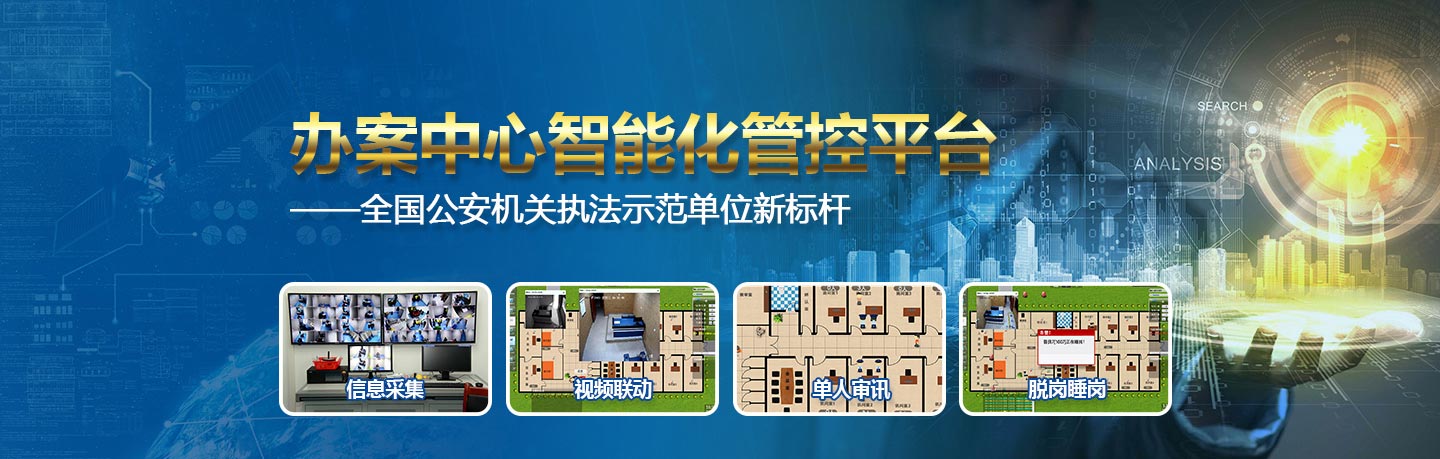 办案中心智能化管控平台
——全国公安机关执法示范单位新标杆
SEARCH
ANALYSIS
信息采集
视频联动
单人审讯
脱岗睡岗